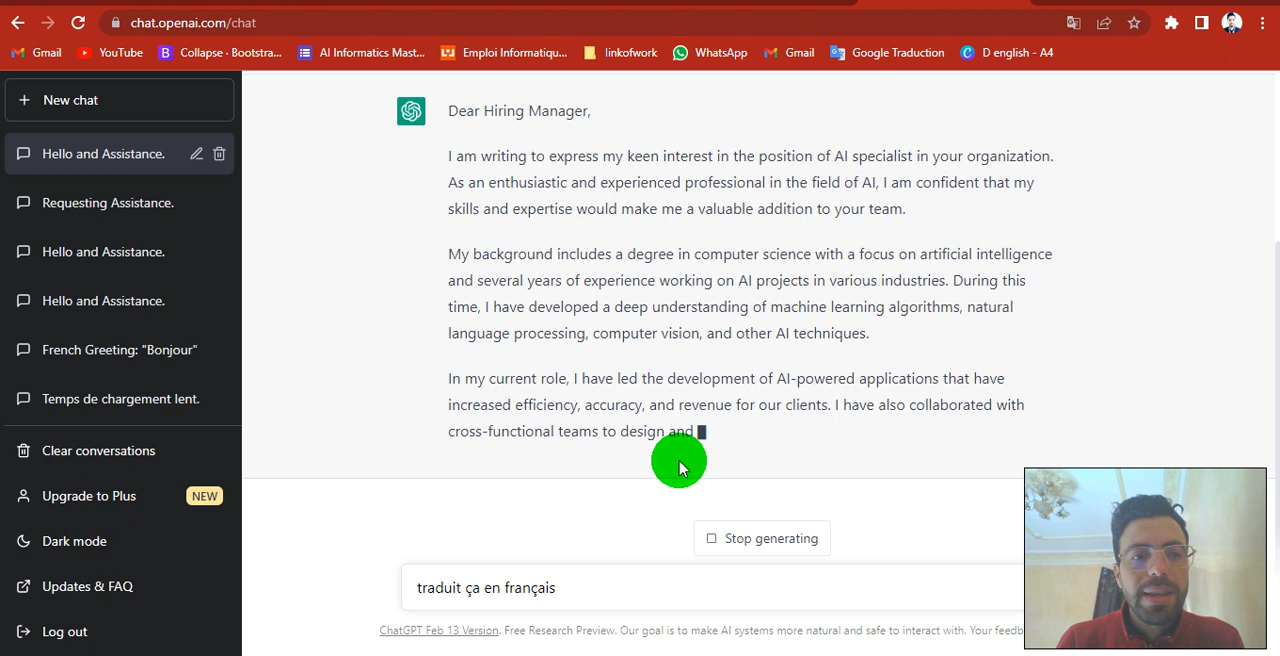 chat.openai.com/chat
Gmail YouTube Collapse · Bootstra... AI Informatics Mast... Emploi Informatiqu... linkofwork WhatsApp Gmail Google Traduction D english - A4
New chat
Hello and Assistance.
Requesting Assistance.
Hello and Assistance.
Hello and Assistance.
French Greeting: "Bonjour"
Temps de chargement lent.
Clear conversations
Upgrade to Plus NEW
Dark mode
Updates & FAQ
Log out
Dear Hiring Manager,
I am writing to express my keen interest in the position of AI specialist in your organization.
As an enthusiastic and experienced professional in the field of AI, I am confident that my
skills and expertise would make me a valuable addition to your team.
My background includes a degree in computer science with a focus on artificial intelligence
and several years of experience working on AI projects in various industries. During this
time, I have developed a deep understanding of machine learning algorithms, natural
language processing, computer vision, and other AI techniques.
In my current role, I have led the development of AI-powered applications that have
increased efficiency, accuracy, and revenue for our clients. I have also collaborated with
cross-functional teams to design and
Stop generating
traduit ça en français
ChatGPT Feb 13 Version. Free Research Preview. Our goal is to make AI systems more natural and safe to interact with. Your feedb